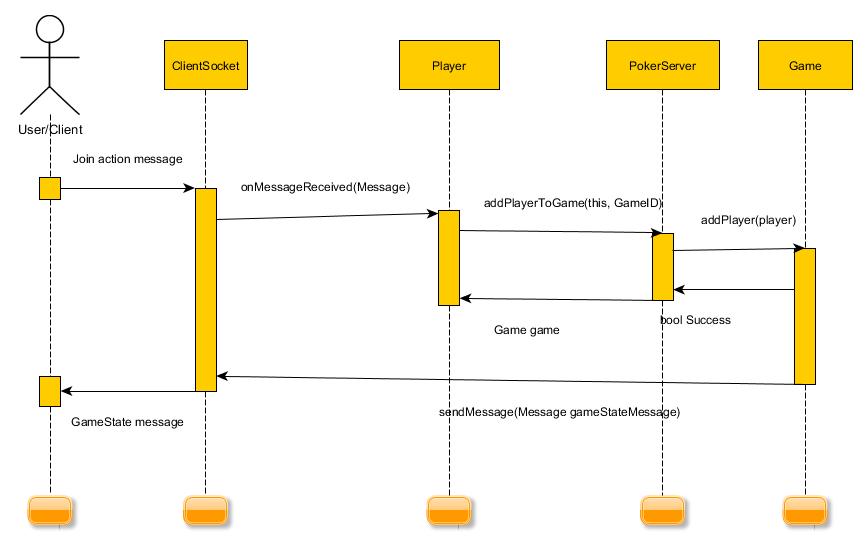 ClientSocket
Player
PokerServer
Game
User/Client
Join action message
onMessageReceived(Message)
addPlayerToGame(this, GameID)
addPlayer(player)
bool Success
Game game
sendMessage(Message gameStateMessage)
GameState message